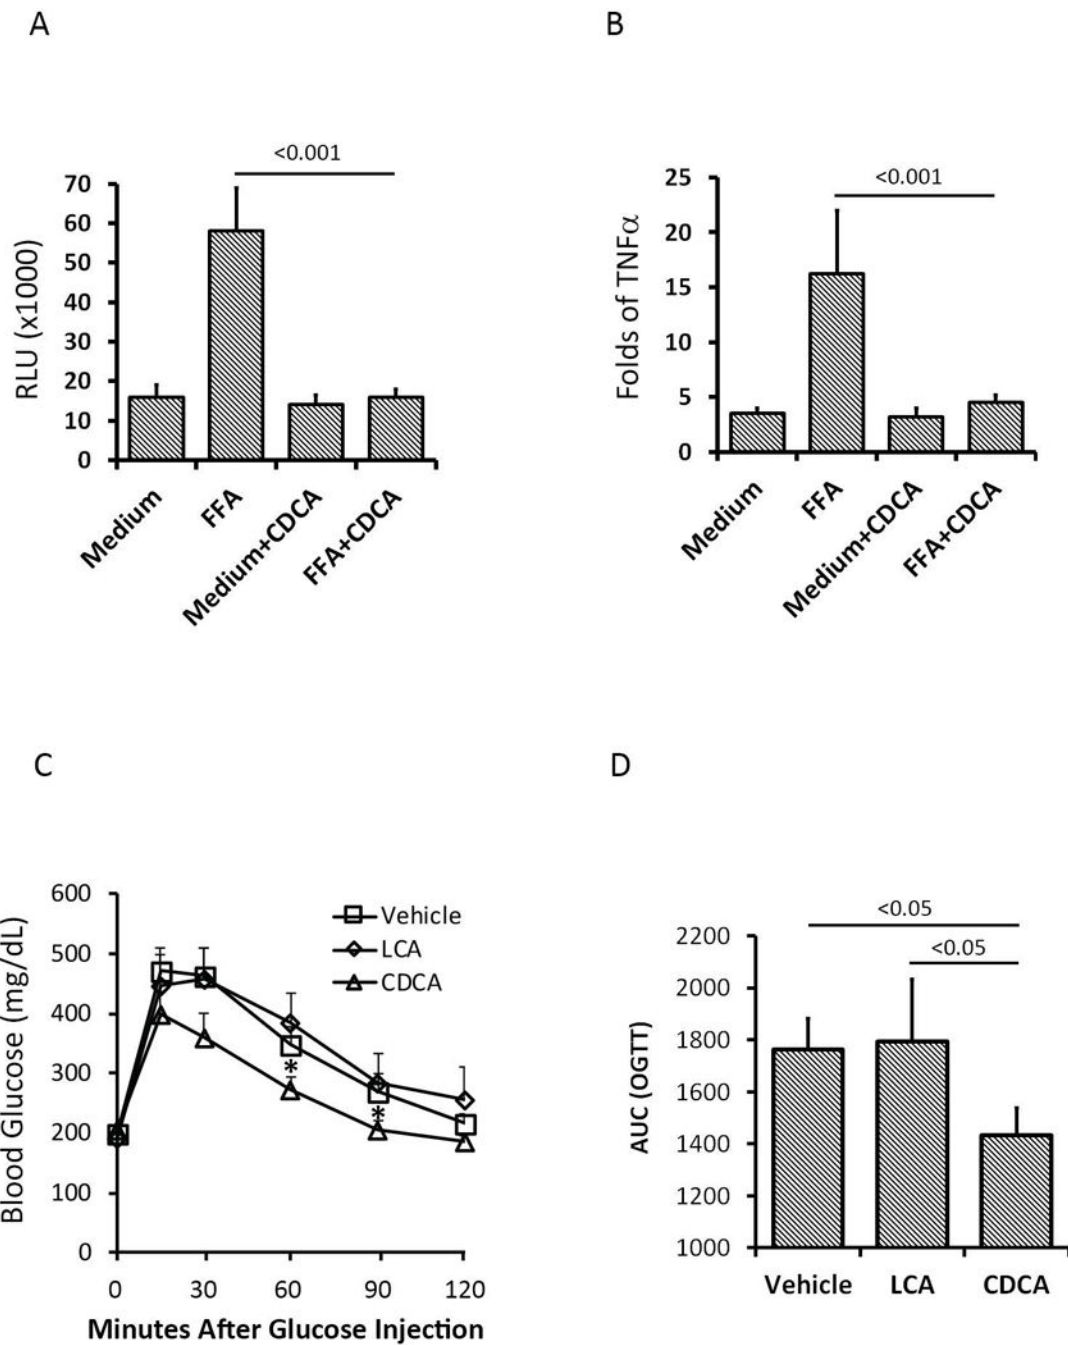 A
<0.001
RLU (x1000)
70
60
50
40
30
20
10
0
Medium
FFA
Medium+CDCA
FFA+CDCA
B
<0.001
Folds of TNFα
25
20
15
10
5
0
Medium
FFA
Medium+CDCA
FFA+CDCA
C
Blood Glucose (mg/dL)
600
500
400
300
200
100
0
Vehicle
LCA
CDCA
*
*
0 30 60 90 120
Minutes After Glucose Injection
D
<0.05
<0.05
AUC (OGTT)
2200
2000
1800
1600
1400
1200
1000
Vehicle LCA CDCA